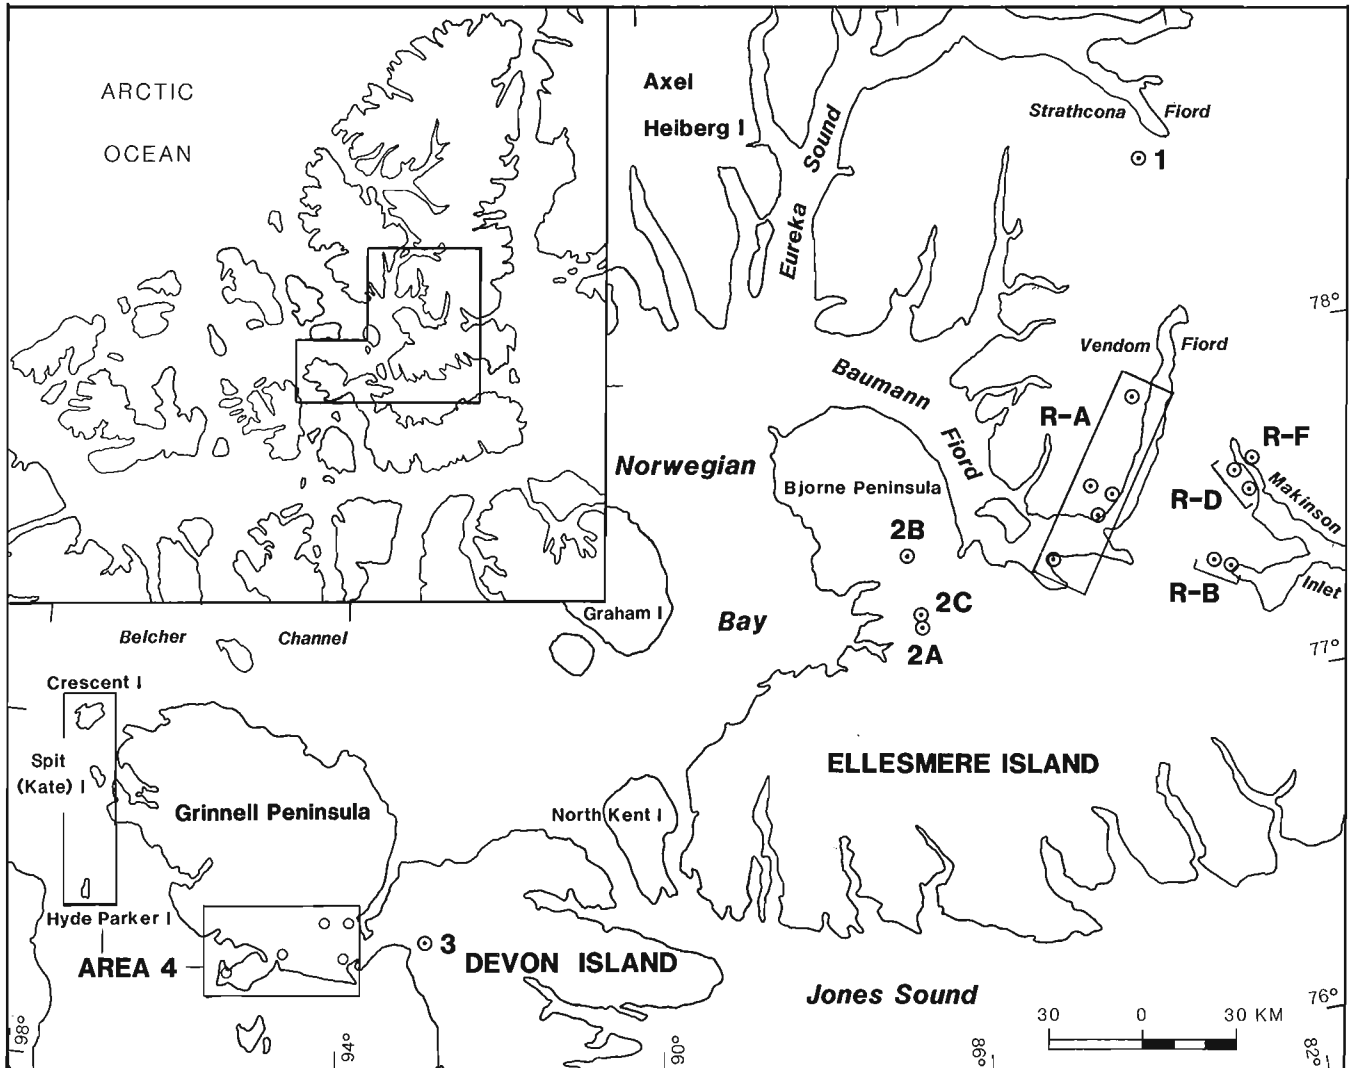 ARCTIC
OCEAN
Axel
Heiberg I
Eureka Sound
Strathcona Fiord
1
78°
Vendom Fiord
Baumann
Fiord
R-A
R-F
R-D
Makinson
Inlet
R-B
Norwegian
Bay
Bjorne Peninsula
2B
2C
2A
77°
Graham I
Belcher Channel
Crescent I
Spit
(Kate) I
Grinnell Peninsula
North Kent I
ELLESMERE ISLAND
Hyde Parker I
AREA 4
3
DEVON ISLAND
Jones Sound
76°
30 0 30 KM
98°
94°
90°
86°
82°